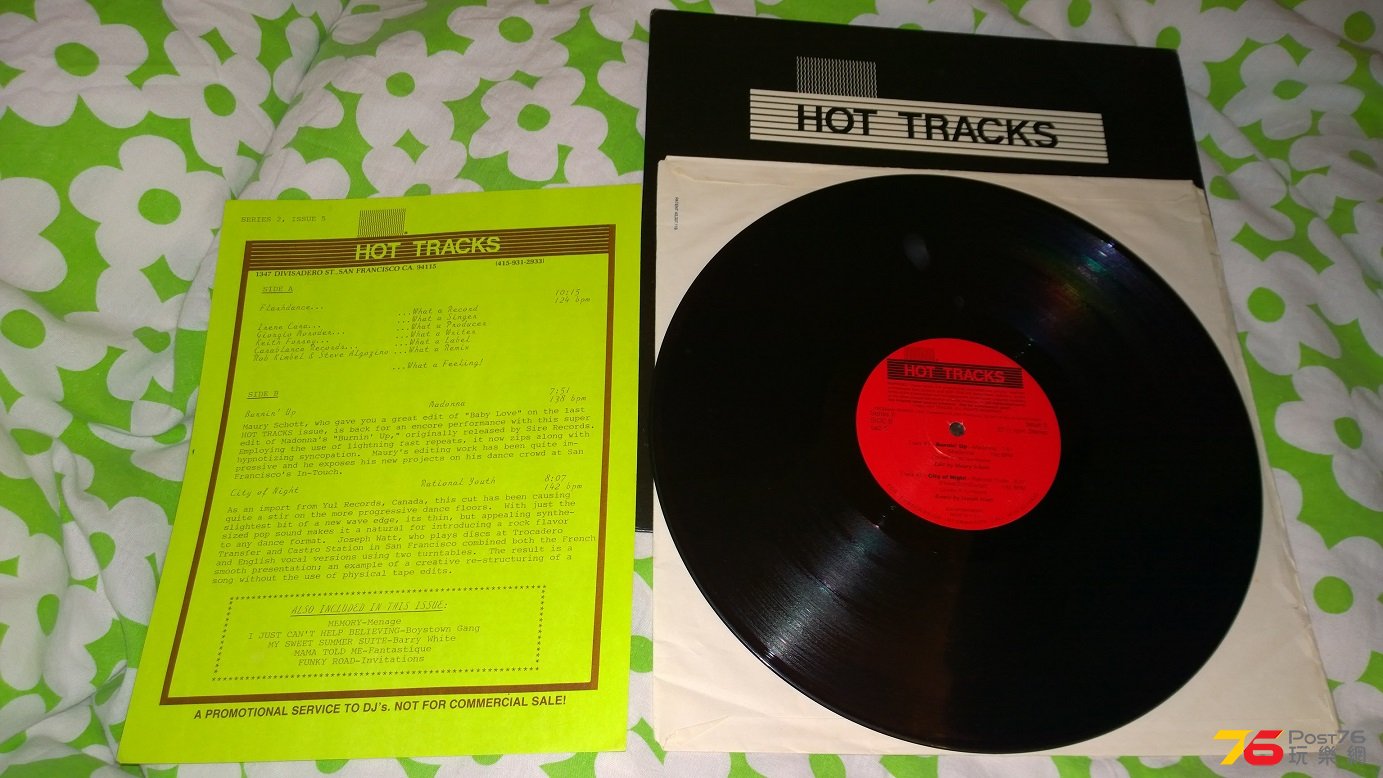 SERIES 2, ISSUE 5
HOT TRACKS
1347 DIVISADERO ST., SAN FRANCISCO CA. 94115 (415-931-2933)
SIDE A
10:15
124 bpm
Flashdance... ...What a Record
Irene Cara... ...What a Singer
Giorgio Moroder... ...What a Producer
Keith Forsey... ...What a Writer
Casablanca Records... ...What a Label
Rob Kimbel & Steve Algozino ...What a Remix
...What a Feeling!
SIDE B
7:51
138 bpm
Burnin' Up Madonna
Maury Schott, who gave you a great edit of "Baby Love" on the last
HOT TRACKS issue, is back for an encore performance with this super
edit of Madonna's "Burnin' Up," originally released by Sire Records.
Employing the use of lightning fast repeats, it now zips along with
hypnotizing syncopation. Maury's editing work has been quite im-
pressive and he exposes his new projects on his dance crowd at San
Francisco's In-Touch.
8:07
142 bpm
City of Night Rational Youth
As an import from Yul Records, Canada, this cut has been causing
quite a stir on the more progressive dance floors. With just the
slightest bit of a new wave edge, its thin, but appealing synthe-
sized pop sound makes it a natural for introducing a rock flavor
to any dance format. Joseph Watt, who plays discs at Trocadero
Transfer and Castro Station in San Francisco combined both the French
and English vocal versions using two turntables. The result is a
smooth presentation; an example of a creative re-structuring of a
song without the use of physical tape edits.
ALSO INCLUDED IN THIS ISSUE:
MEMORY-Menage
I JUST CAN'T HELP BELIEVING-Boystown Gang
MY SWEET SUMMER SUITE-Barry White
MAMA TOLD ME-Fantastique
FUNKY ROAD-Invitations
A PROMOTIONAL SERVICE TO DJ's. NOT FOR COMMERCIAL SALE!
HOT TRACKS
HOT TRACKS
Burnin' Up
City of Night
76 Post76
玩樂網